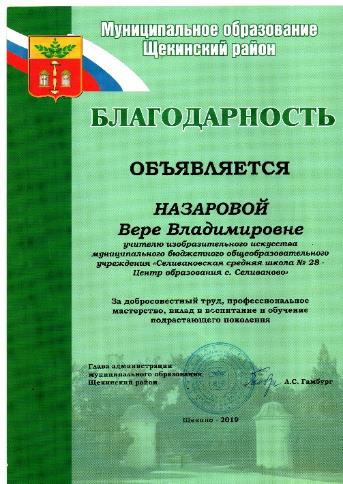 Муниципальное образование
Щекинский район
БЛАГОДАРНОСТЬ
ОБЪЯВЛЯЕТСЯ
НАЗАРОВОЙ
Вере Владимировне
учителю изобразительного искусства
муниципального бюджетного общеобразовательного
учреждения «Селивановская средняя школа № 28 -
Центр образования с. Селиваново»
За добросовестный труд, профессиональное
мастерство, вклад в воспитание и обучение
подрастающего поколения
Глава администрации
муниципального образования
Щекинский район
А.С. Гамбург
Щекино - 2019